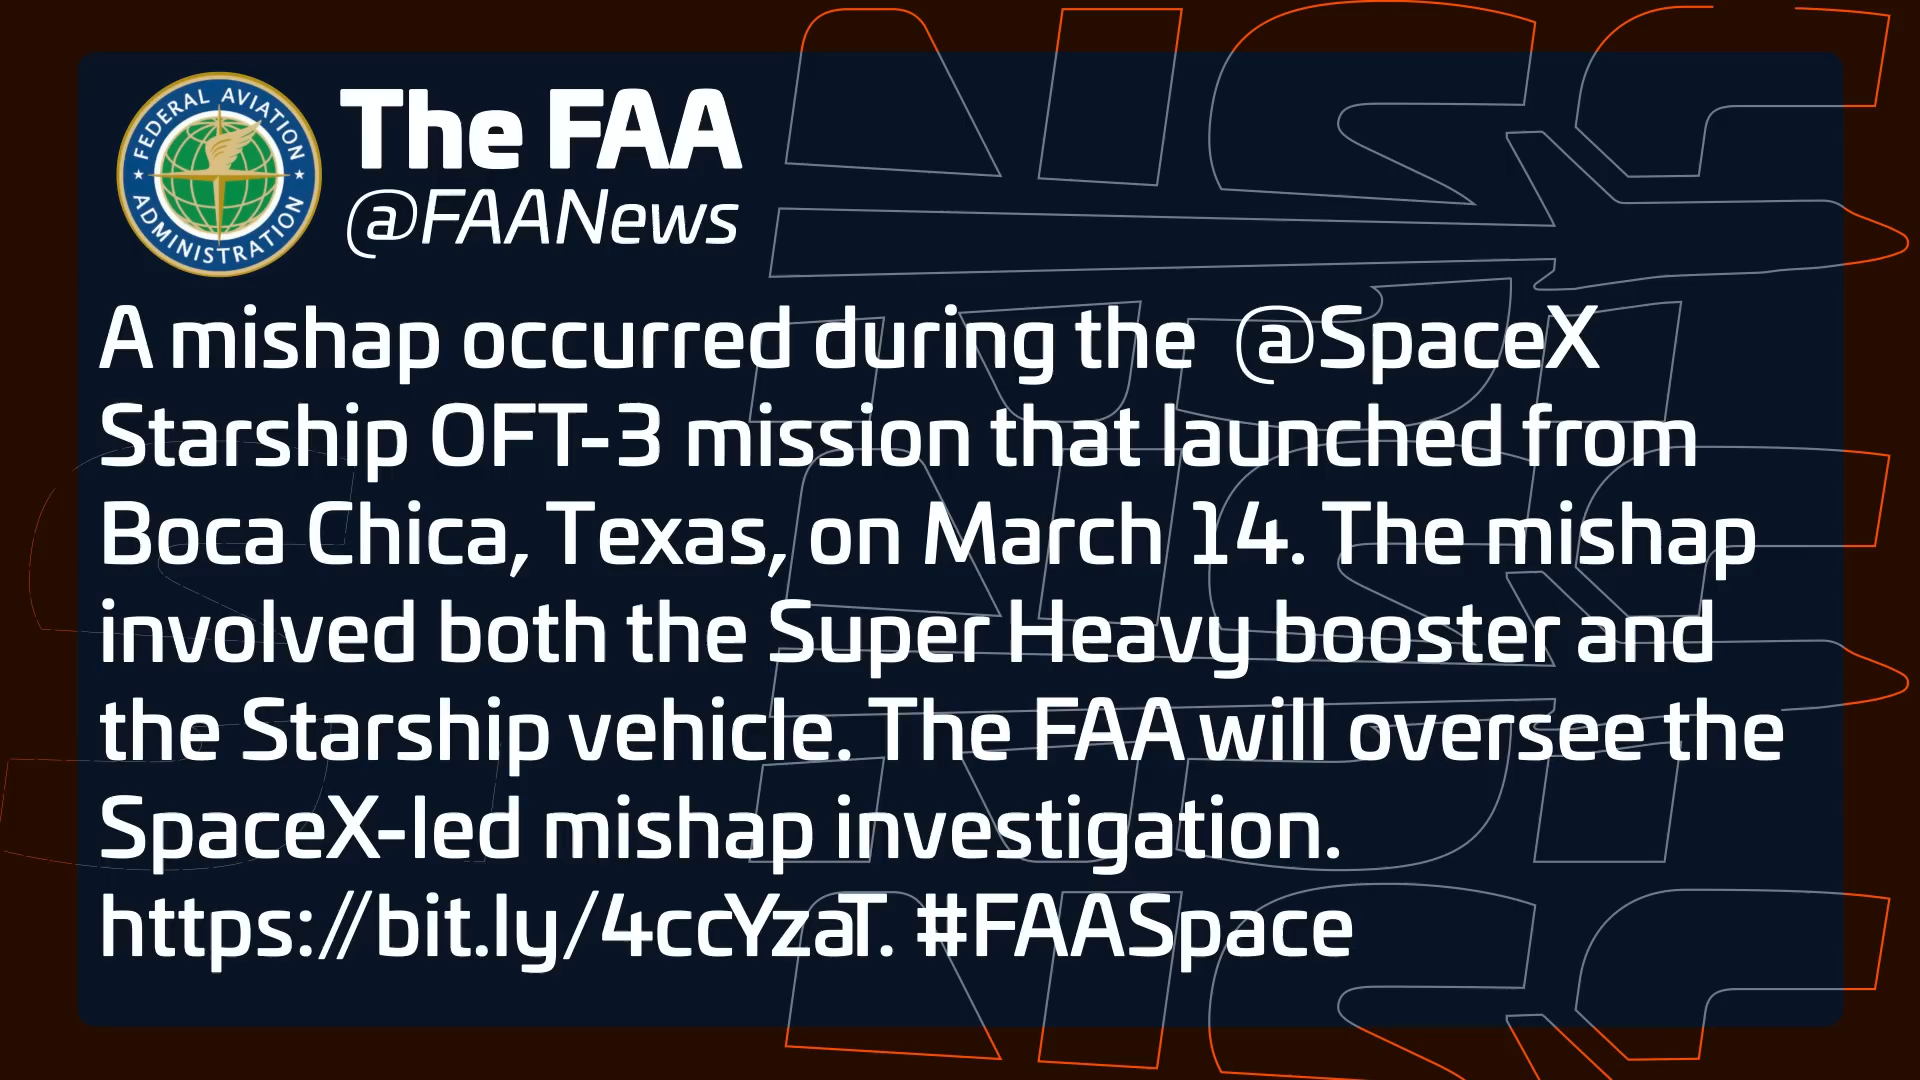 FEDERAL AVIATION
ADMINISTRATION
The FAA
@FAANews
A mishap occurred during the @SpaceX
Starship OFT-3 mission that launched from
Boca Chica, Texas, on March 14. The mishap
involved both the Super Heavy booster and
the Starship vehicle. The FAA will oversee the
SpaceX-led mishap investigation.
https://bit.ly/4ccYzaT. #FAASpace